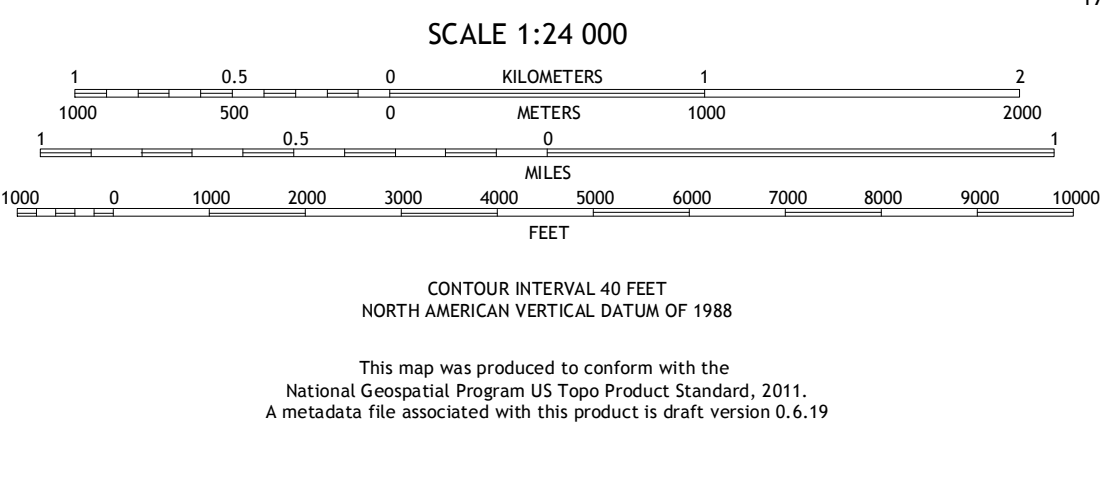 SCALE 1:24 000
1 0.5 0 KILOMETERS 1 2
1000 500 0 METERS 1000 2000
1 0.5 0 1
MILES
1000 0 1000 2000 3000 4000 5000 6000 7000 8000 9000 10000
FEET
CONTOUR INTERVAL 40 FEET
NORTH AMERICAN VERTICAL DATUM OF 1988
This map was produced to conform with the
National Geospatial Program US Topo Product Standard, 2011.
A metadata file associated with this product is draft version 0.6.19